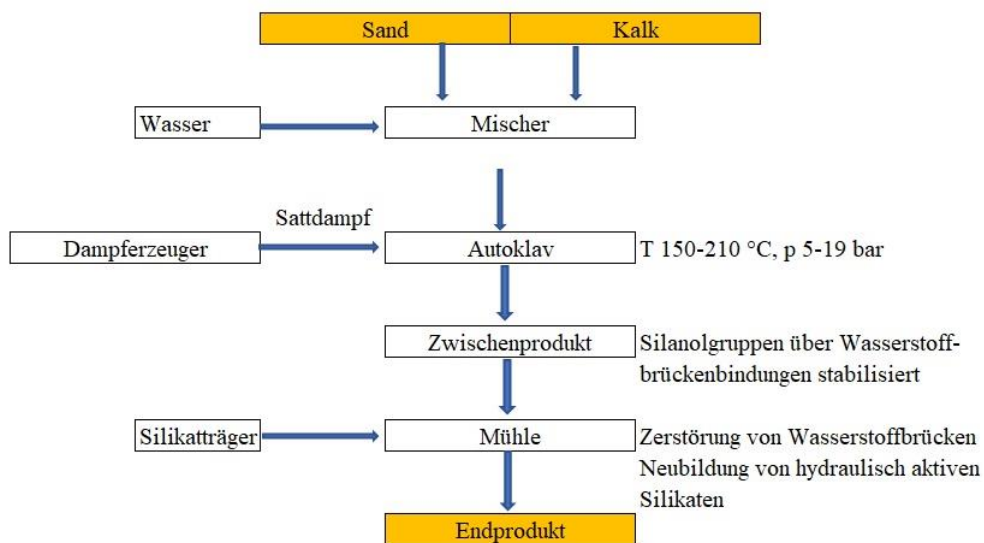 Sand
Kalk
Wasser
Mischer
Sattdampf
Dampferzeuger
Autoklav
T 150-210 °C, p 5-19 bar
Zwischenprodukt
Silanolgruppen über Wasserstoff-
brückenbindungen stabilisiert
Silikatträger
Mühle
Zerstörung von Wasserstoffbrücken
Neubildung von hydraulisch aktiven
Silikaten
Endprodukt